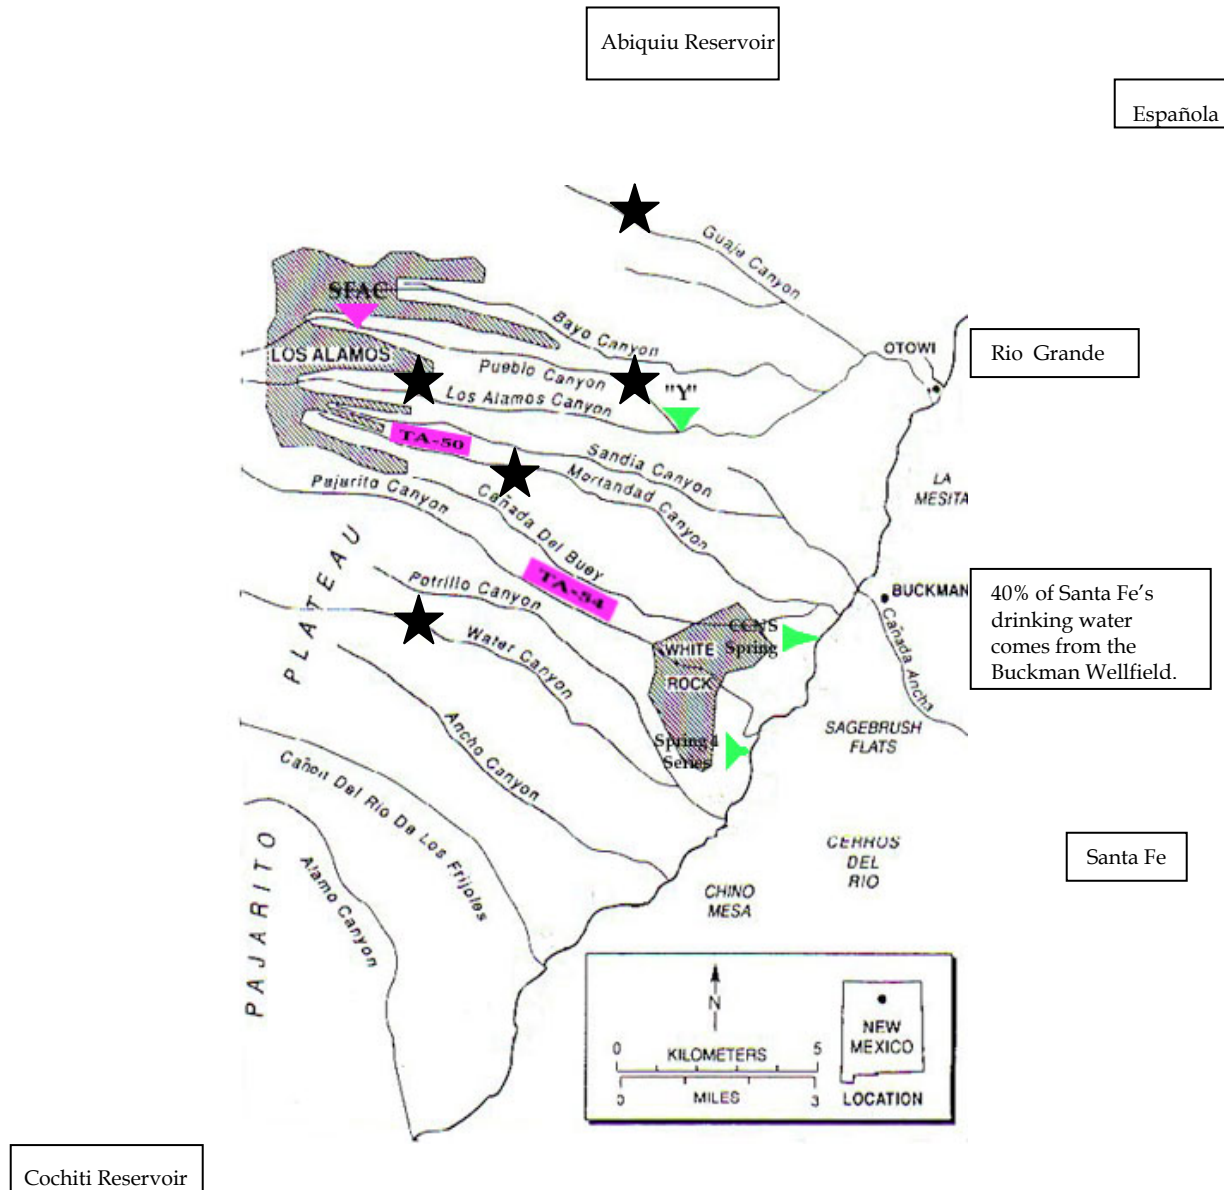 Abiquiu Reservoir
Española
Guaje Canyon
SFAC
Bayo Canyon
OTOWI
Rio Grande
LOS ALAMOS
Pueblo Canyon
"Y"
Los Alamos Canyon
TA-50
Sandia Canyon
Mortandad Canyon
LA
MESITA
Pajarito Canyon
Cañada Del Buey
TA-54
Potrillo Canyon
BUCKMAN
40% of Santa Fe's
drinking water
comes from the
Buckman Wellfield.
Cañada Ancha
CCNS
Spring
WHITE
ROCK
Water Canyon
PLATEAU
SAGEBRUSH
FLATS
Spring 4
Series
Ancho Canyon
Cañon Del Rio De Los Frijoles
CERROS
DEL
RIO
Santa Fe
Alamo Canyon
CHINO
MESA
PAJARITO
N
0 KILOMETERS 5
0 MILES 3
NEW
MEXICO
LOCATION
Cochiti Reservoir